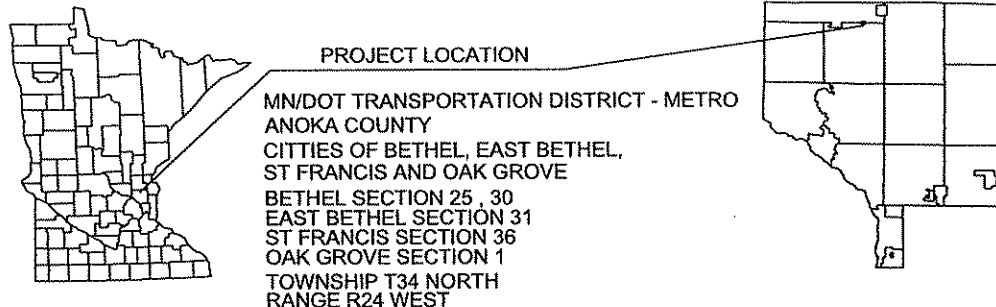 PROJECT LOCATION
MN/DOT TRANSPORTATION DISTRICT - METRO
ANOKA COUNTY
CITTIES OF BETHEL, EAST BETHEL,
ST FRANCIS AND OAK GROVE
BETHEL SECTION 25 , 30
EAST BETHEL SECTION 31
ST FRANCIS SECTION 36
OAK GROVE SECTION 1
TOWNSHIP T34 NORTH
RANGE R24 WEST